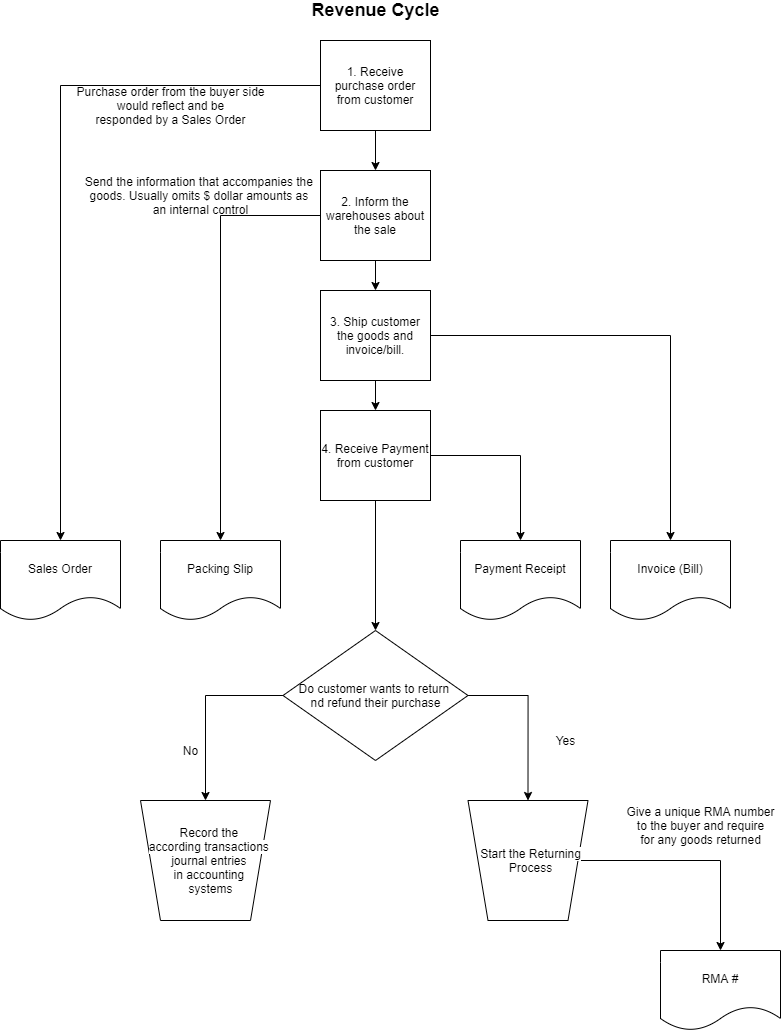 Revenue Cycle
1. Receive
purchase order
from customer
Purchase order from the buyer side
would reflect and be
responded by a Sales Order
Send the information that accompanies the
goods. Usually omits $ dollar amounts as
an internal control
2. Inform the
warehouses about
the sale
3. Ship customer
the goods and
invoice/bill.
4. Receive Payment
from customer
Sales Order
Packing Slip
Payment Receipt
Invoice (Bill)
Do customer wants to return
nd refund their purchase
No
Yes
Record the
according transactions
journal entries
in accounting
systems
Start the Returning
Process
Give a unique RMA number
to the buyer and require
for any goods returned
RMA #